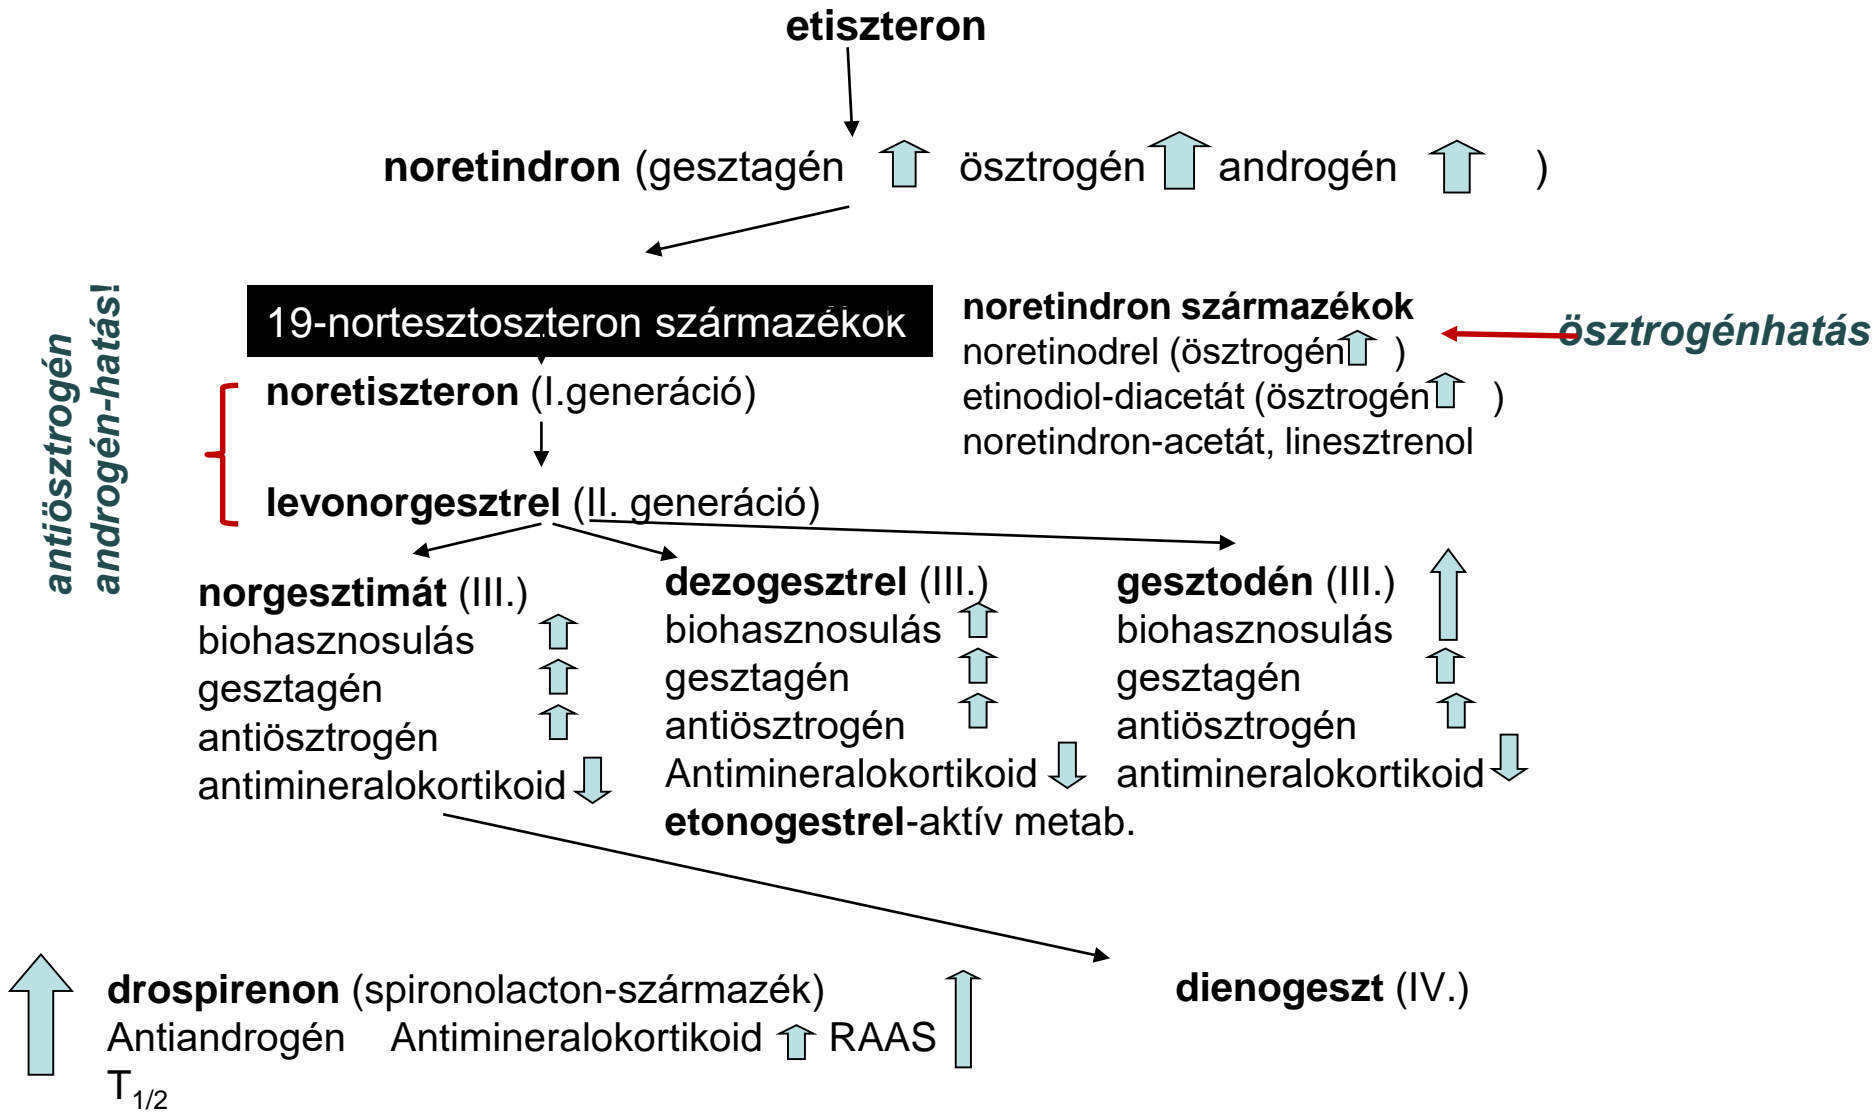 etiszteron
noretindron (gesztagén ösztrogén androgén )
antiösztrogén
androgén-hatás!
19-nortesztoszteron származékok
noretiszteron (I.generáció)
levonorgesztrel (II. generáció)
noretindron származékok
noretinodrel (ösztrogén )
etinodiol-diacetát (ösztrogén )
noretindron-acetát, linesztrenol
ösztrogénhatás
norgesztimát (III.)
biohasznosulás
gesztagén
antiösztrogén
antimineralokortikoid
dezogesztrel (III.)
biohasznosulás
gesztagén
antiösztrogén
Antimineralokortikoid
etonogestrel-aktív metab.
gesztodén (III.)
biohasznosulás
gesztagén
antiösztrogén
antimineralokortikoid
drospirenon (spironolacton-származék)
Antiandrogén Antimineralokortikoid RAAS
T1/2
dienogeszt (IV.)